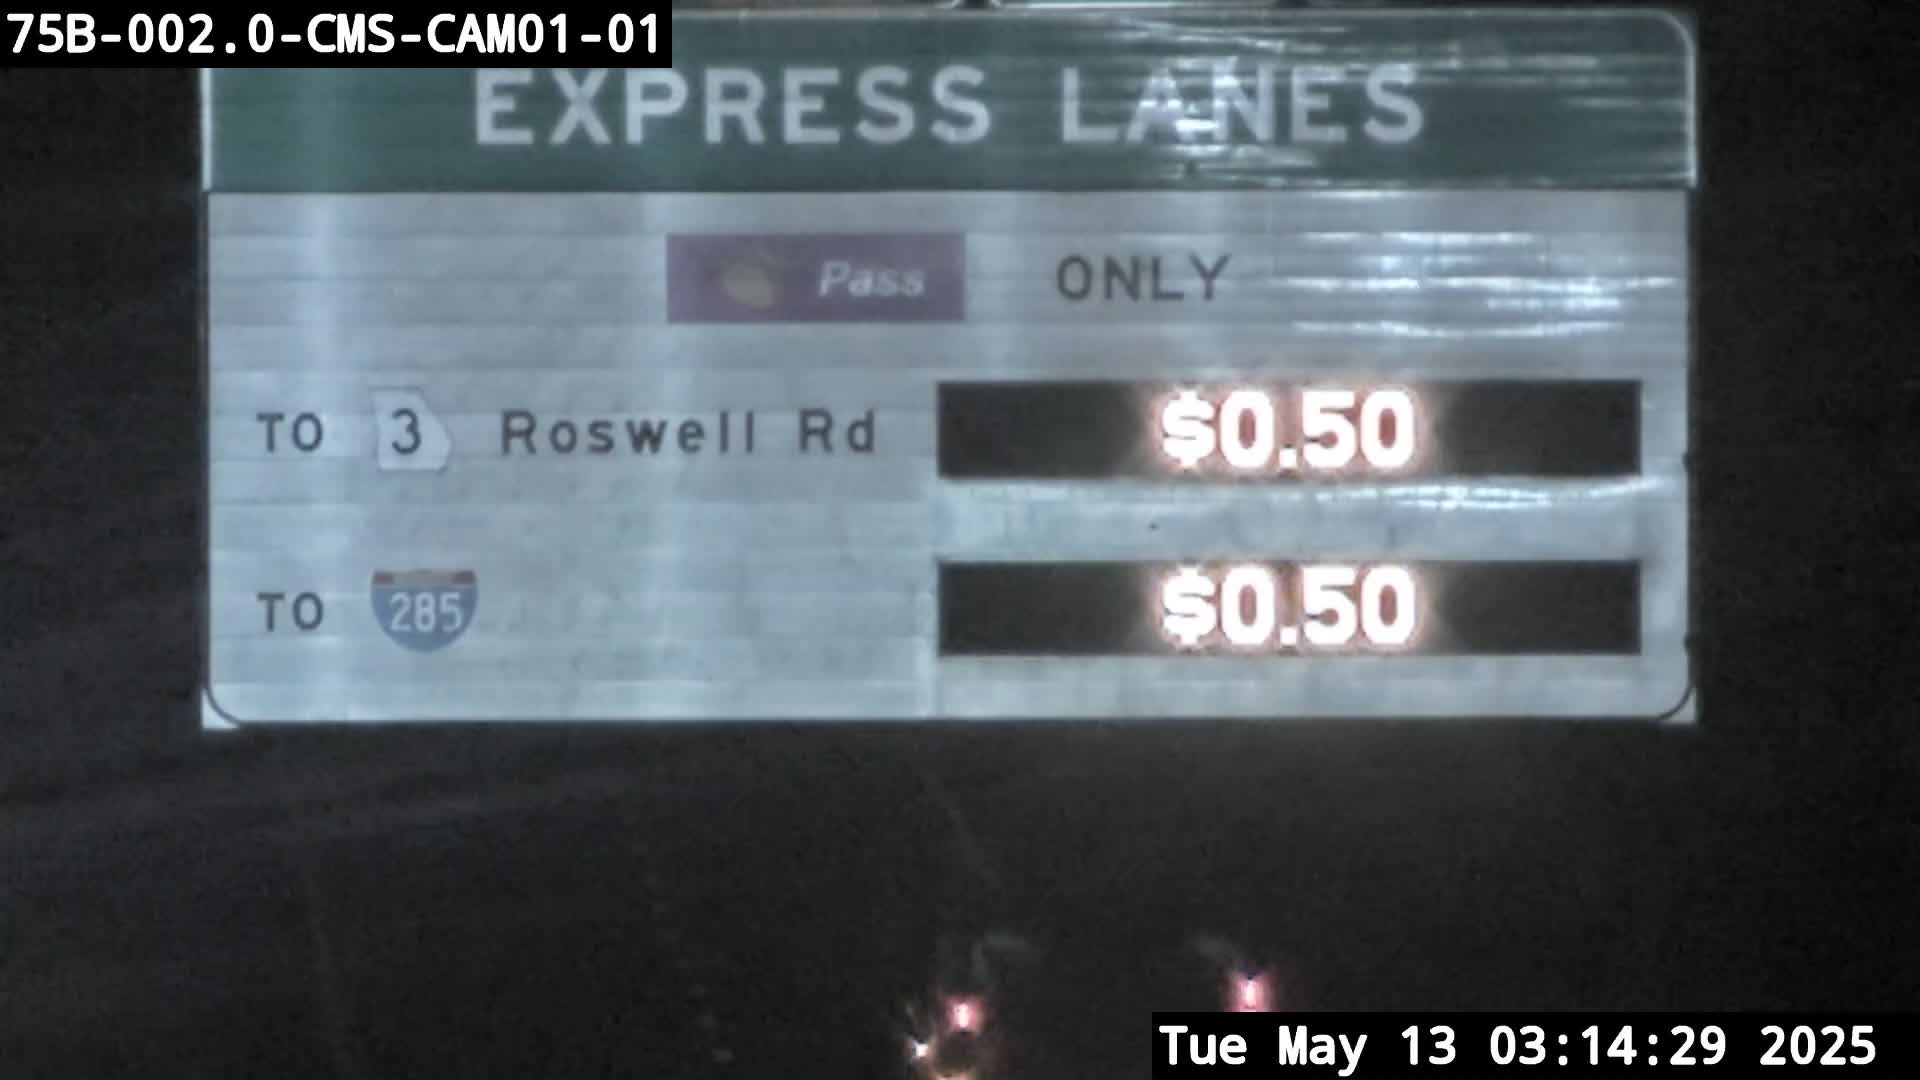 75B-002.0-CMS-CAM01-01
EXPRESS LANES
Pass ONLY
TO 3 Roswell Rd $0.50
TO 285 $0.50
Tue May 13 03:14:29 2025